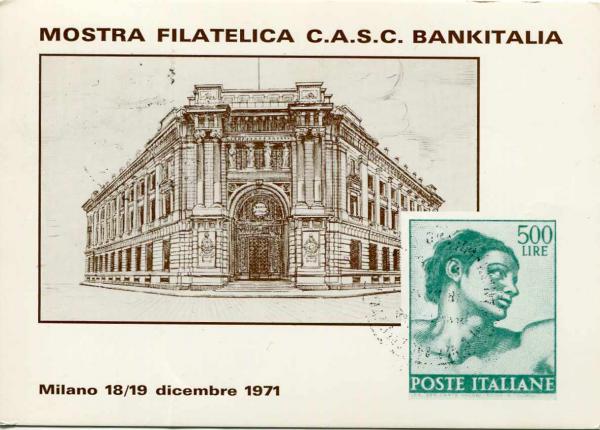 MOSTRA FILATELICA C.A.S.C. BANKITALIA
500
LIRE
POSTE ITALIANE
Milano 18/19 dicembre 1971